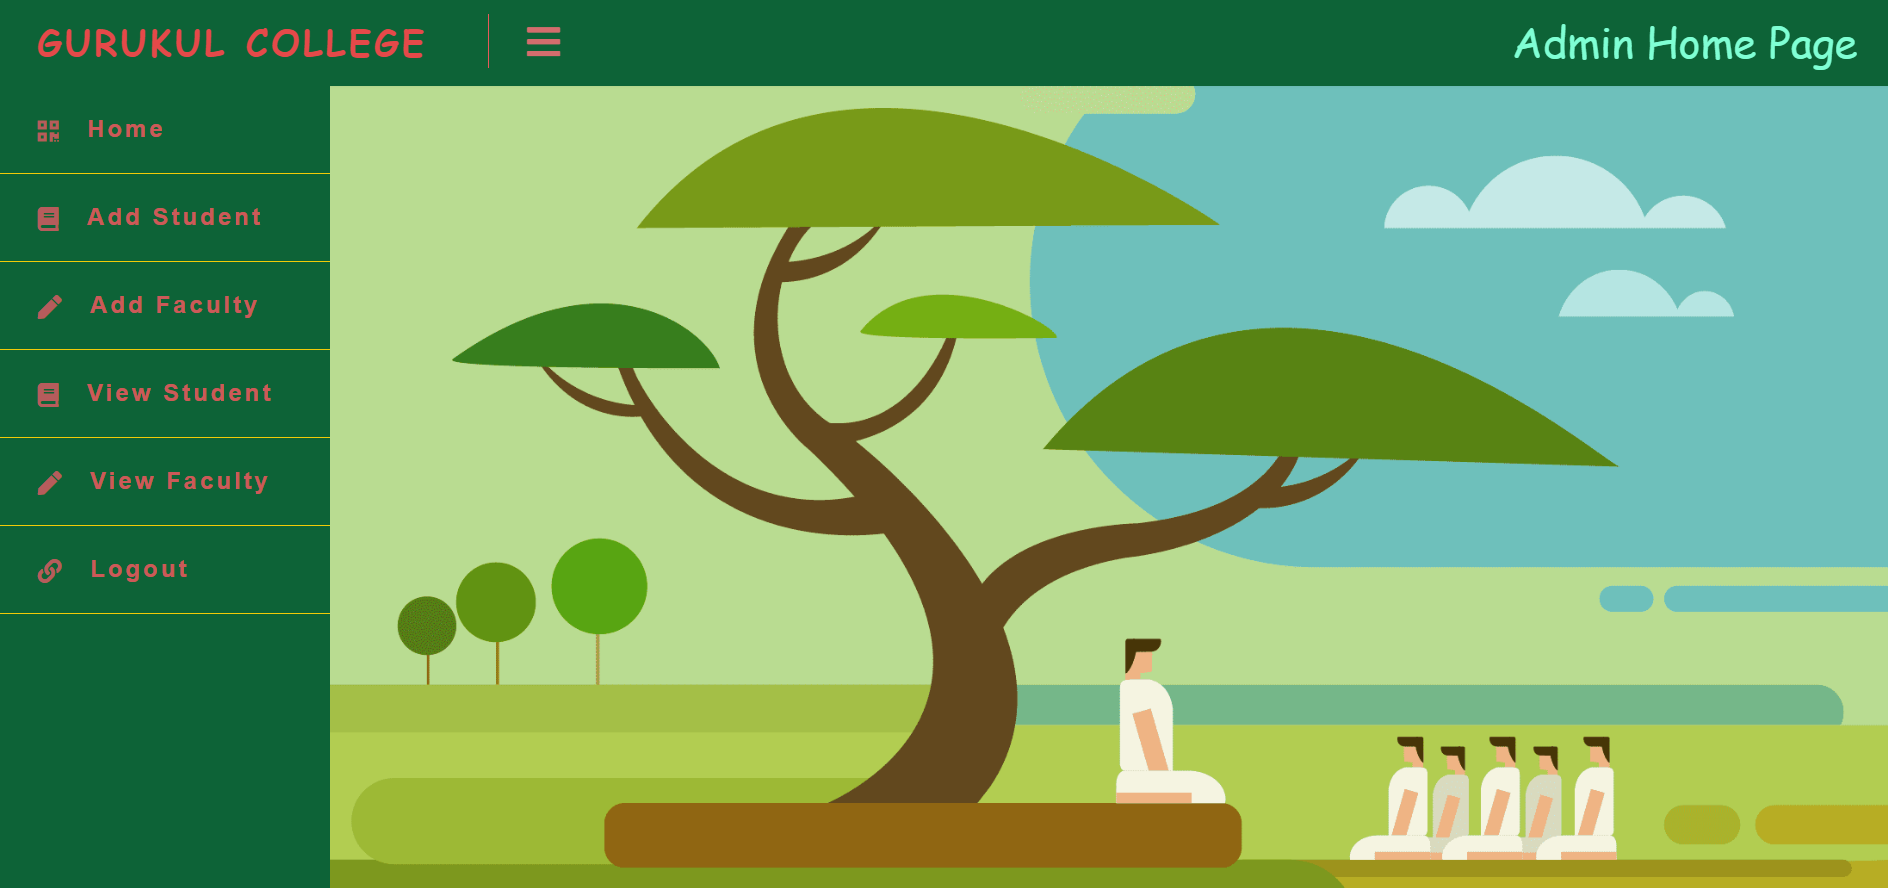 GURUKUL COLLEGE
Admin Home Page
Home
Add Student
Add Faculty
View Student
View Faculty
Logout